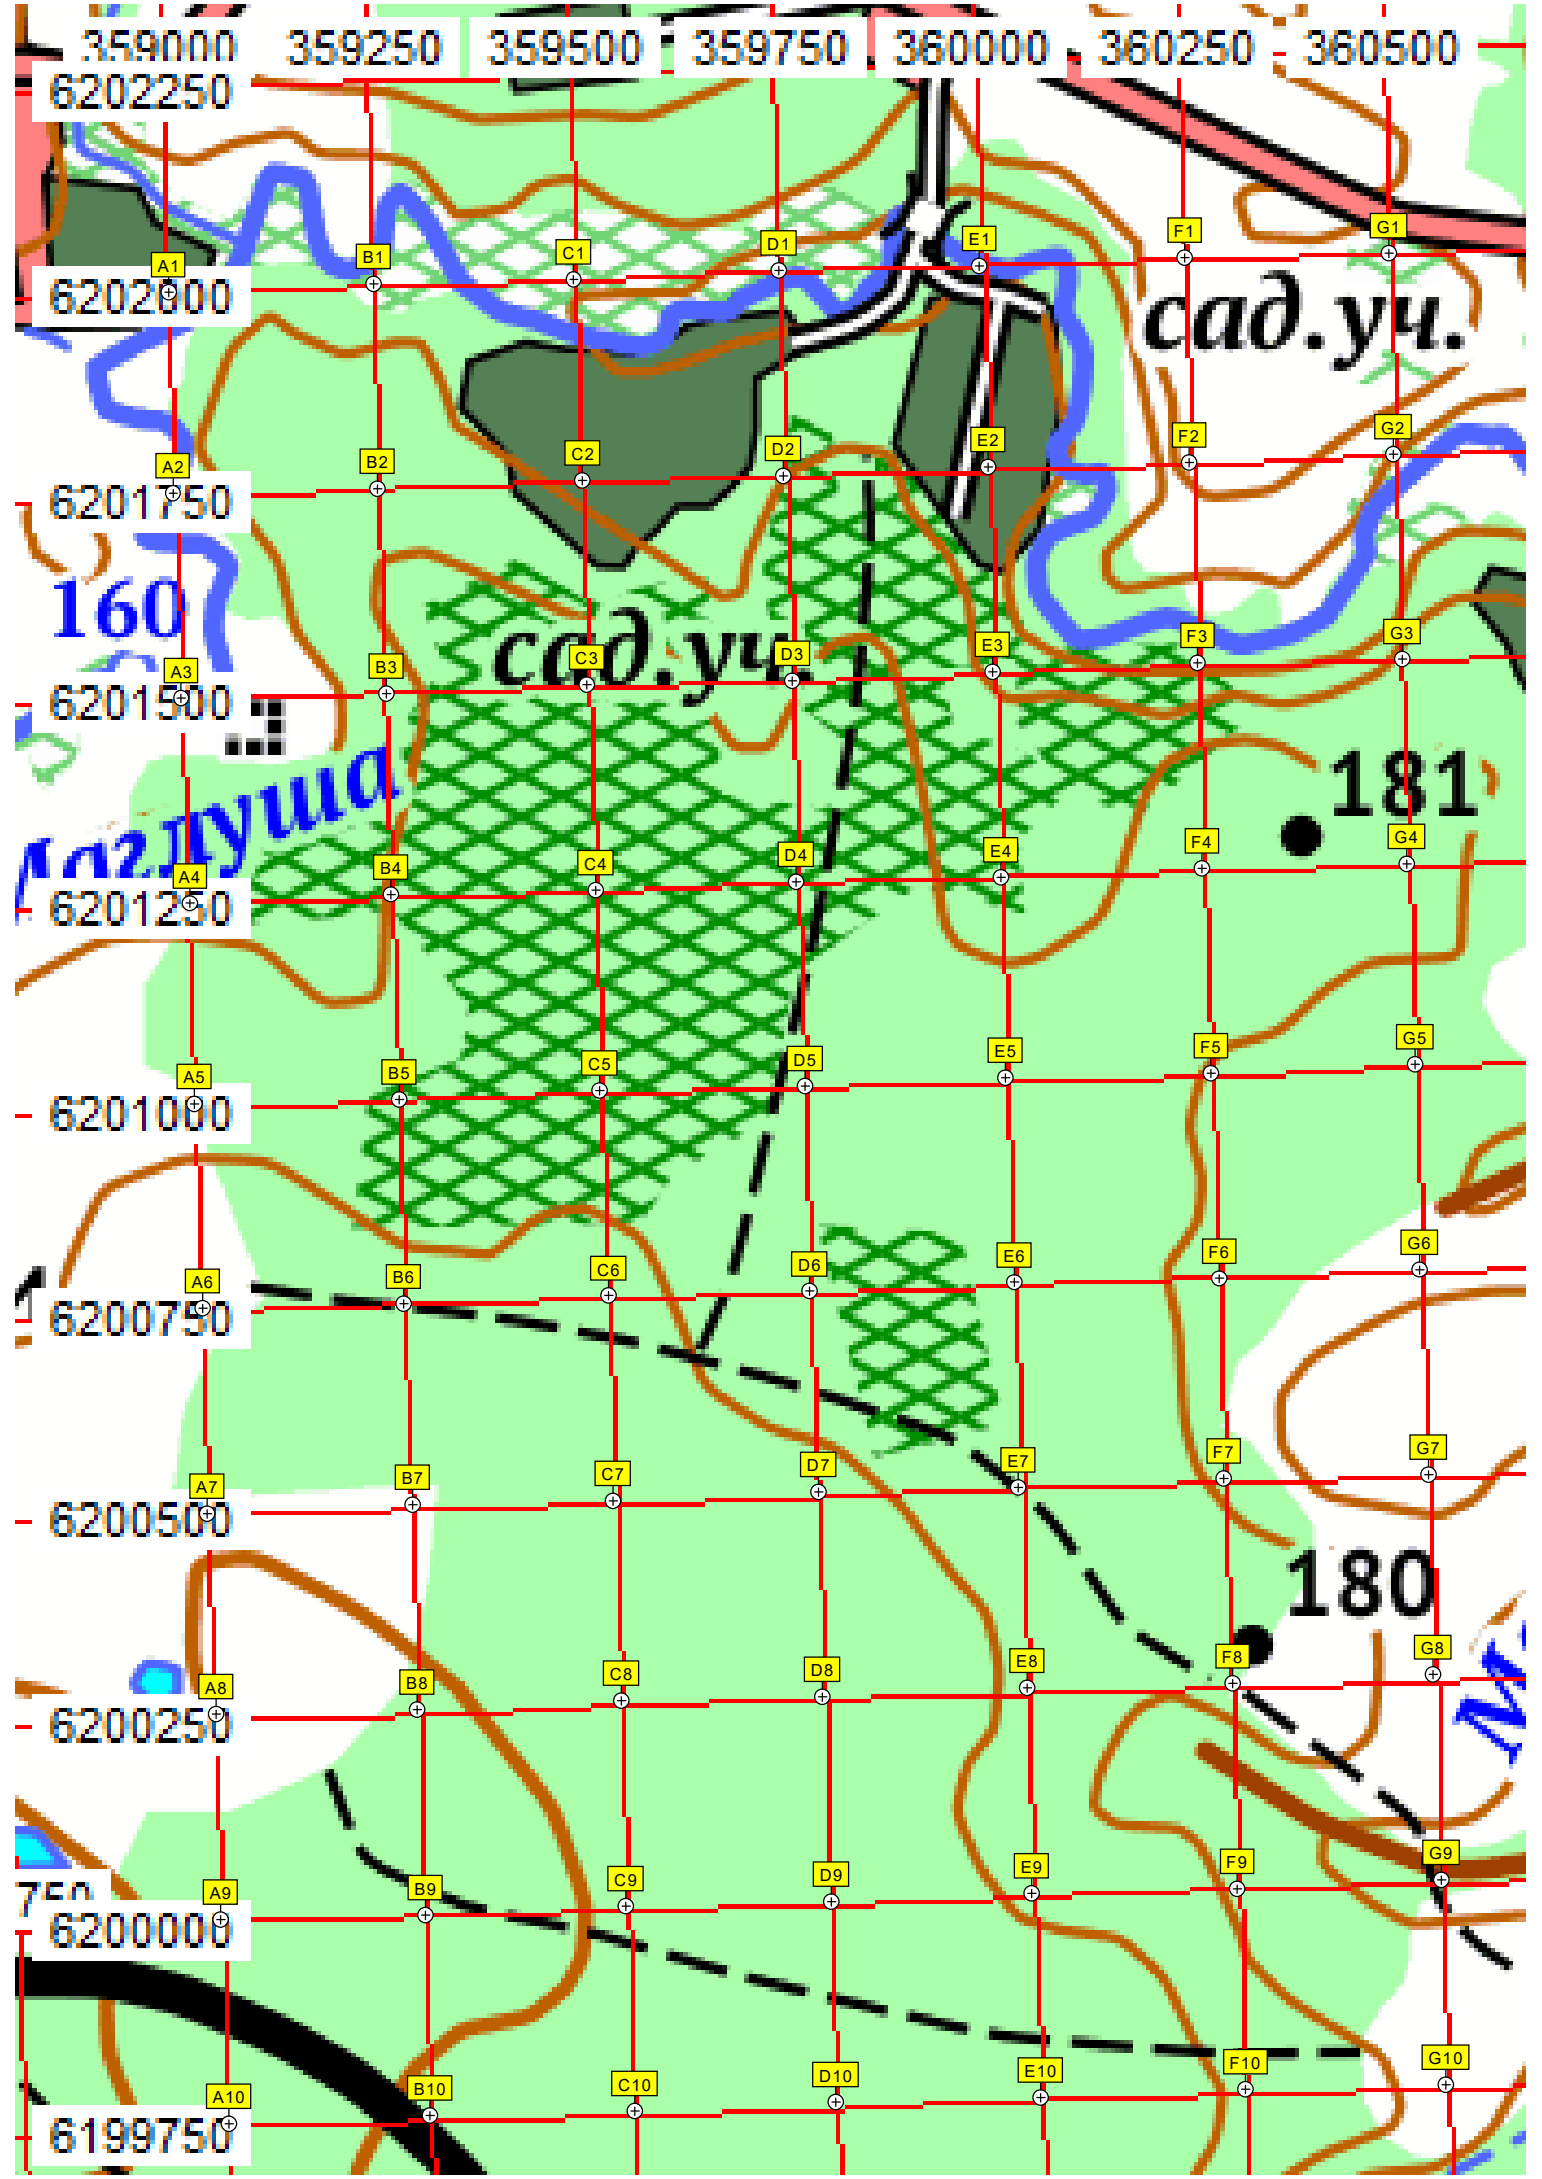 359000 359250 359500 359750 360000 360250 360500
6202250
A1 B1 C1 D1 E1 F1 G1
6202000
сад.уч.
A2 B2 C2 D2 E2 F2 G2
6201750
160
сад.уч.
A3 B3 C3 D3 E3 F3 G3
6201500
Маглуша
181
A4 B4 C4 D4 E4 F4 G4
6201250
A5 B5 C5 D5 E5 F5 G5
6201000
A6 B6 C6 D6 E6 F6 G6
6200750
A7 B7 C7 D7 E7 F7 G7
6200500
180
A8 B8 C8 D8 E8 F8 G8
6200250
A9 B9 C9 D9 E9 F9 G9
750
6200000
A10 B10 C10 D10 E10 F10 G10
6199750